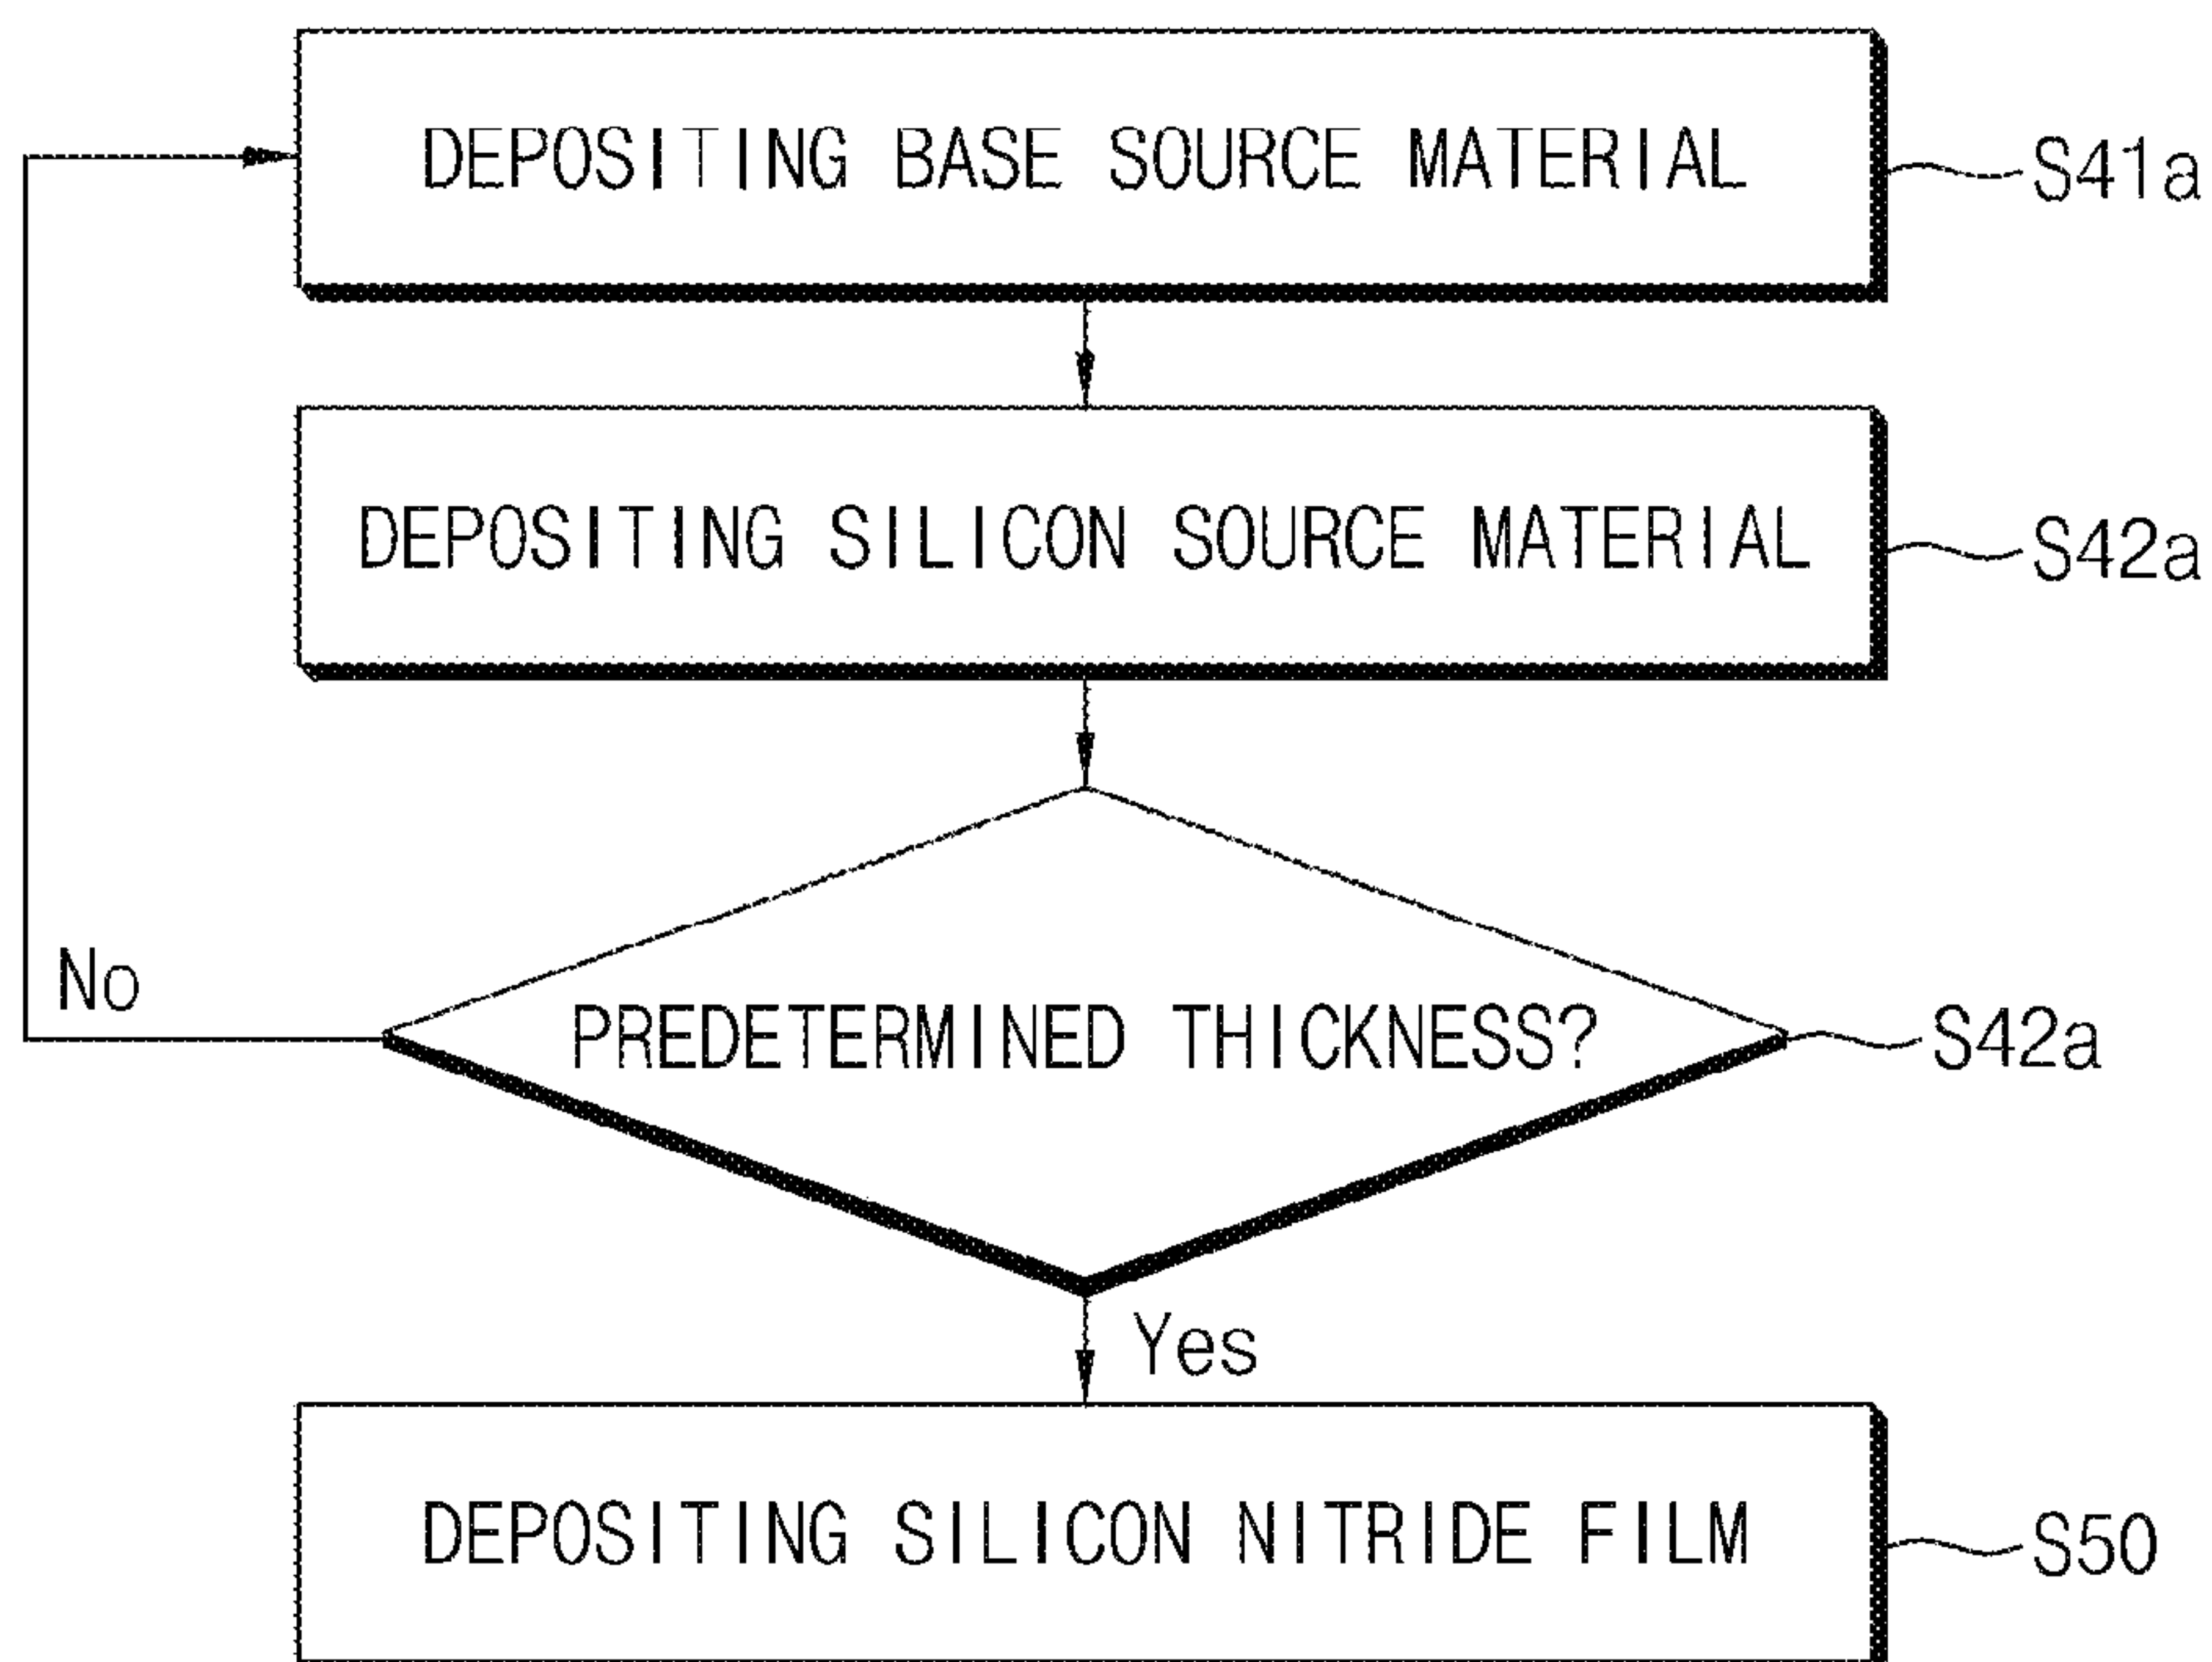 DEPOSITING BASE SOURCE MATERIAL
S41a
DEPOSITING SILICON SOURCE MATERIAL
S42a
No
PREDETERMINED THICKNESS?
S42a
Yes
DEPOSITING SILICON NITRIDE FILM
S50